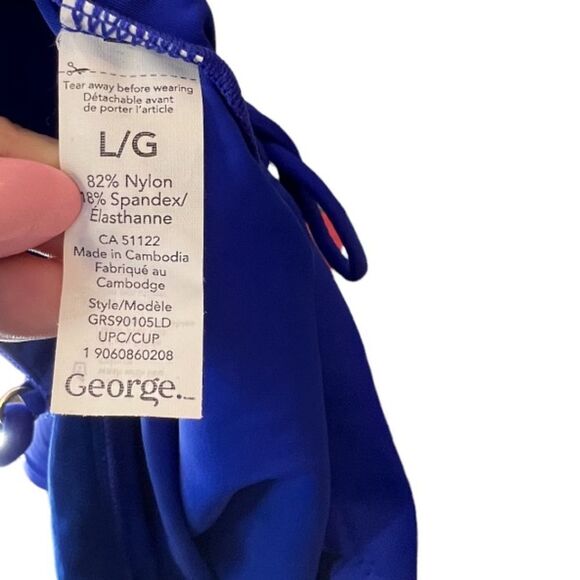 Tear away before wearing
Détachable avant
de porter l'article
L/G
82% Nylon
18% Spandex/
Élasthanne
CA 51122
Made in Cambodia
Fabriqué au
Cambodge
Style/Modèle
GRS90105LD
UPC/CUP
1 9060860208
George.